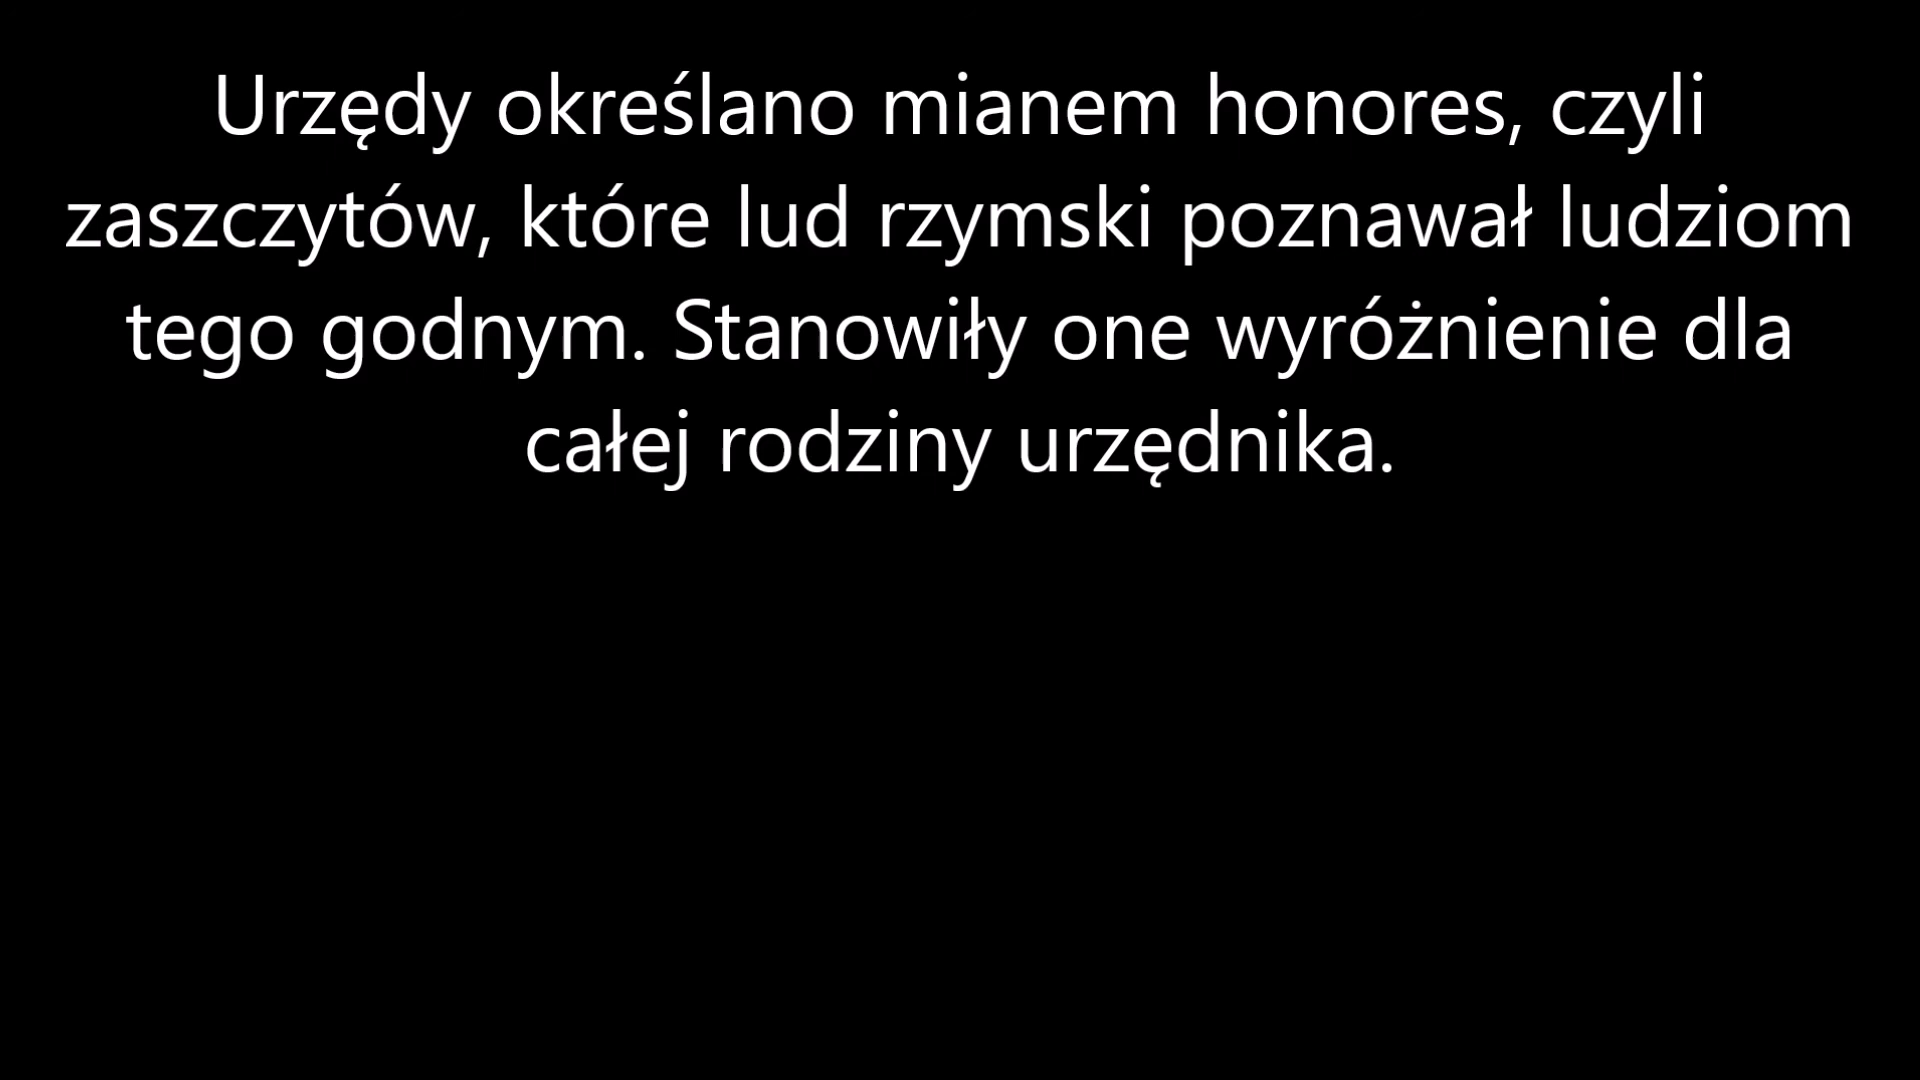 Urzędy określano mianem honores, czyli
zaszczytów, które lud rzymski poznawał ludziom
tego godnym. Stanowiły one wyróżnienie dla
całej rodziny urzędnika.